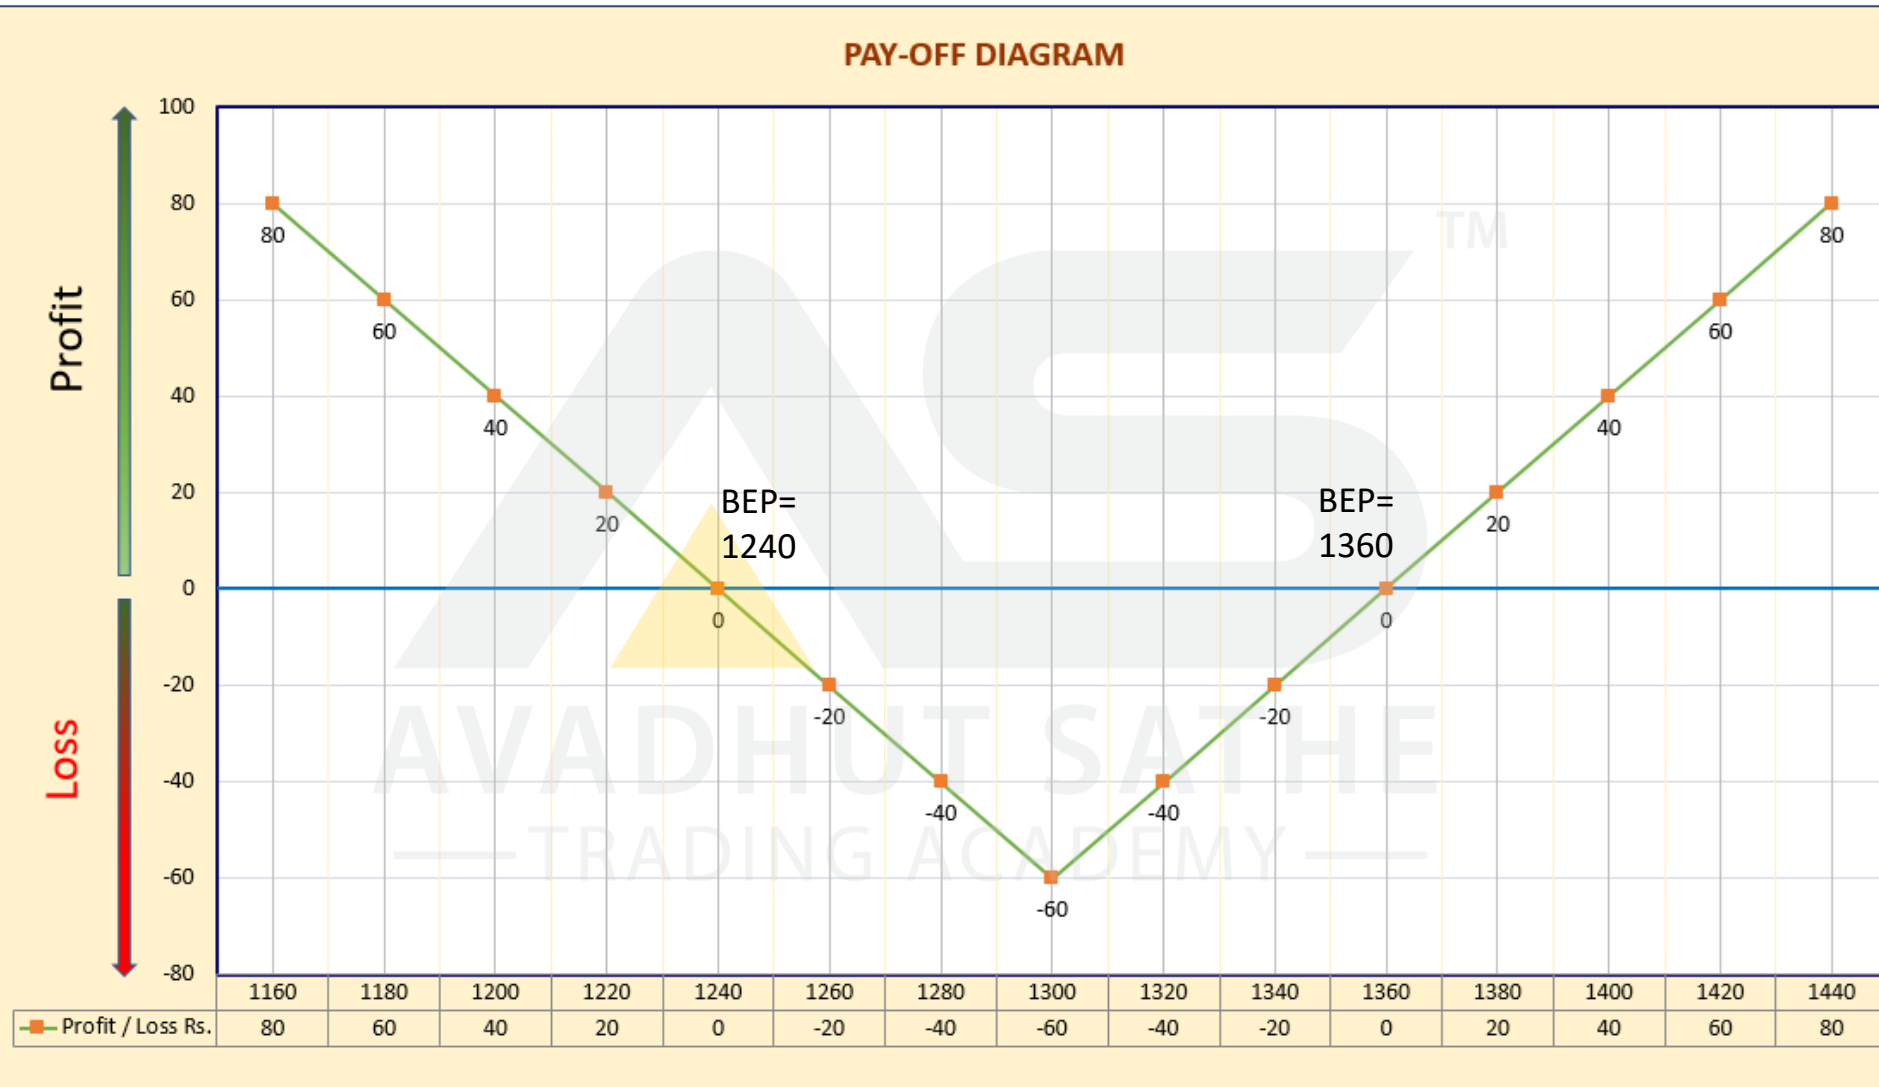 PAY-OFF DIAGRAM
100
80
60
40
20
0
-20
-40
-60
-80
Profit
Loss
80
60
40
20
0
-20
-40
-60
-40
-20
0
20
40
60
80
BEP=
1240
BEP=
1360
TM
AS
AVADHUT SATHE
TRADING ACADEMY
1160 1180 1200 1220 1240 1260 1280 1300 1320 1340 1360 1380 1400 1420 1440
Profit / Loss Rs. 80 60 40 20 0 -20 -40 -60 -40 -20 0 20 40 60 80